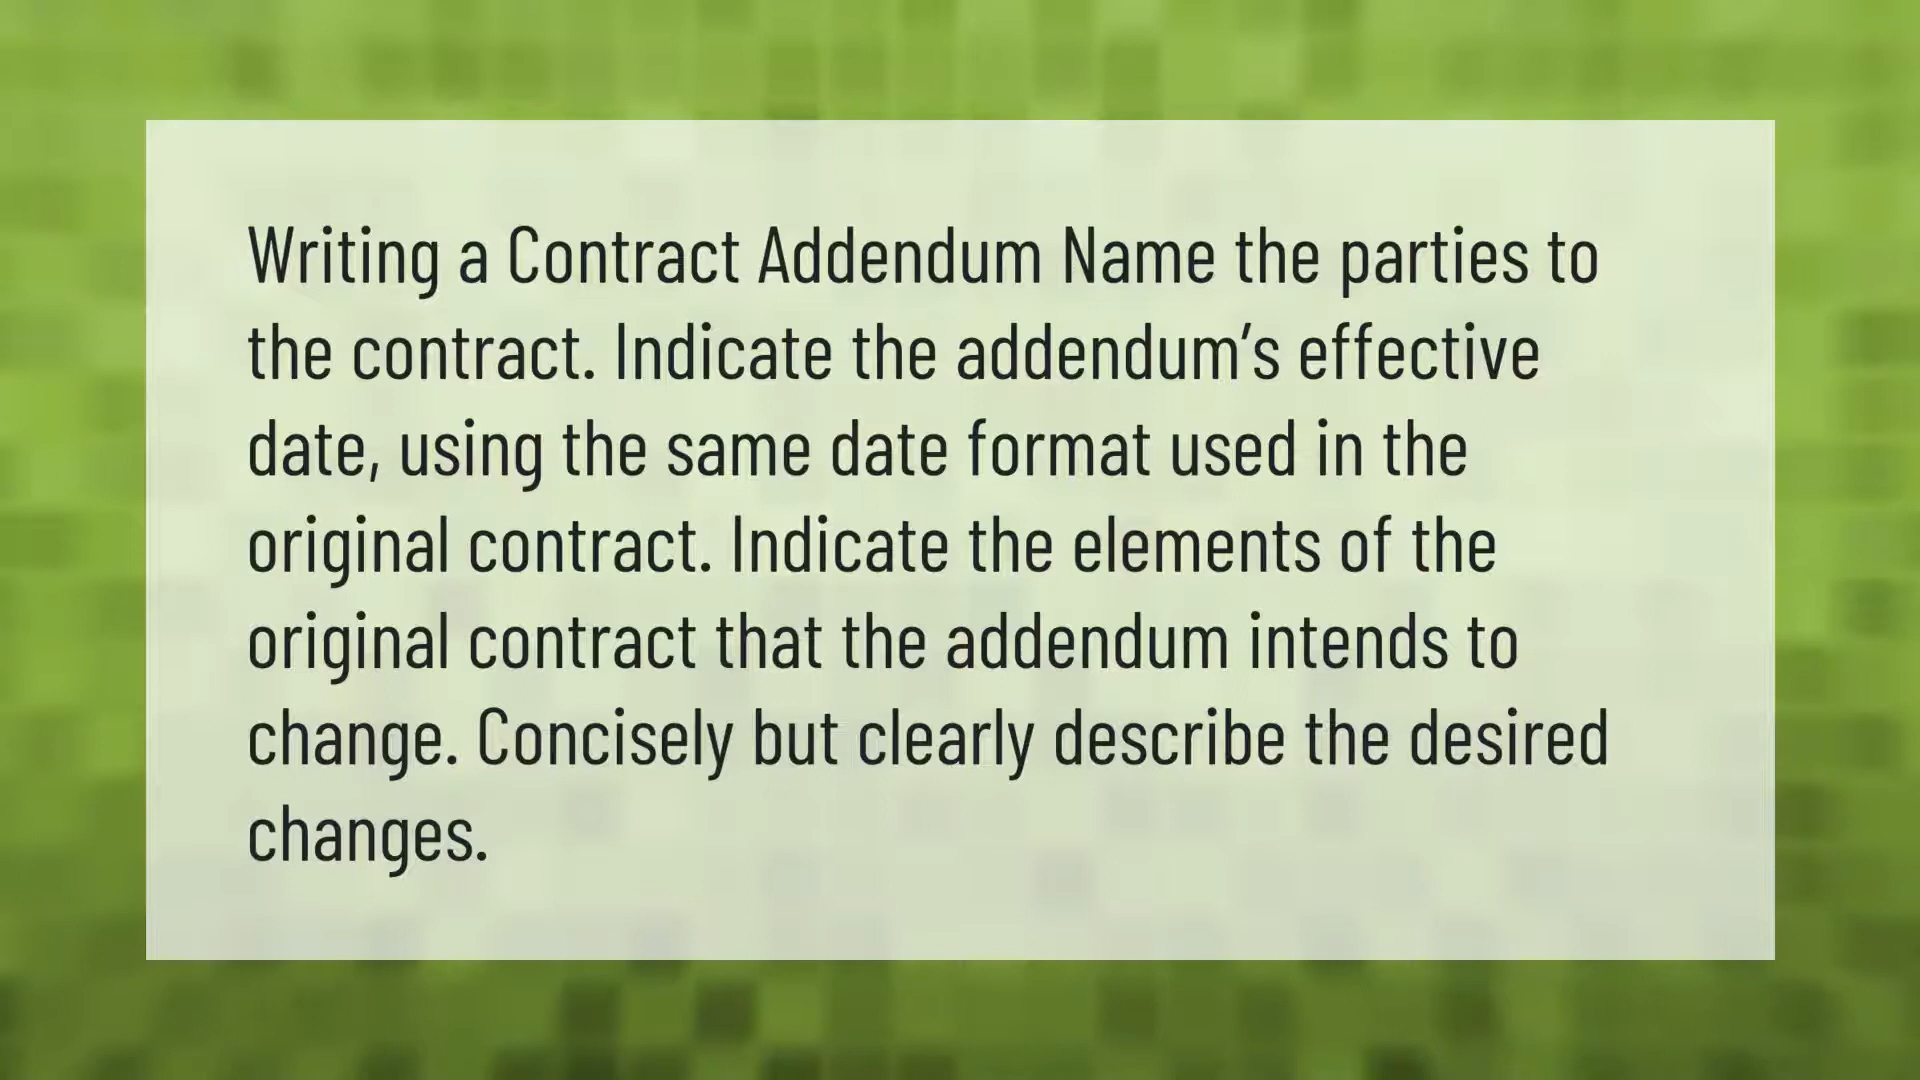 Writing a Contract Addendum Name the parties to
the contract. Indicate the addendum’s effective
date, using the same date format used in the
original contract. Indicate the elements of the
original contract that the addendum intends to
change. Concisely but clearly describe the desired
changes.